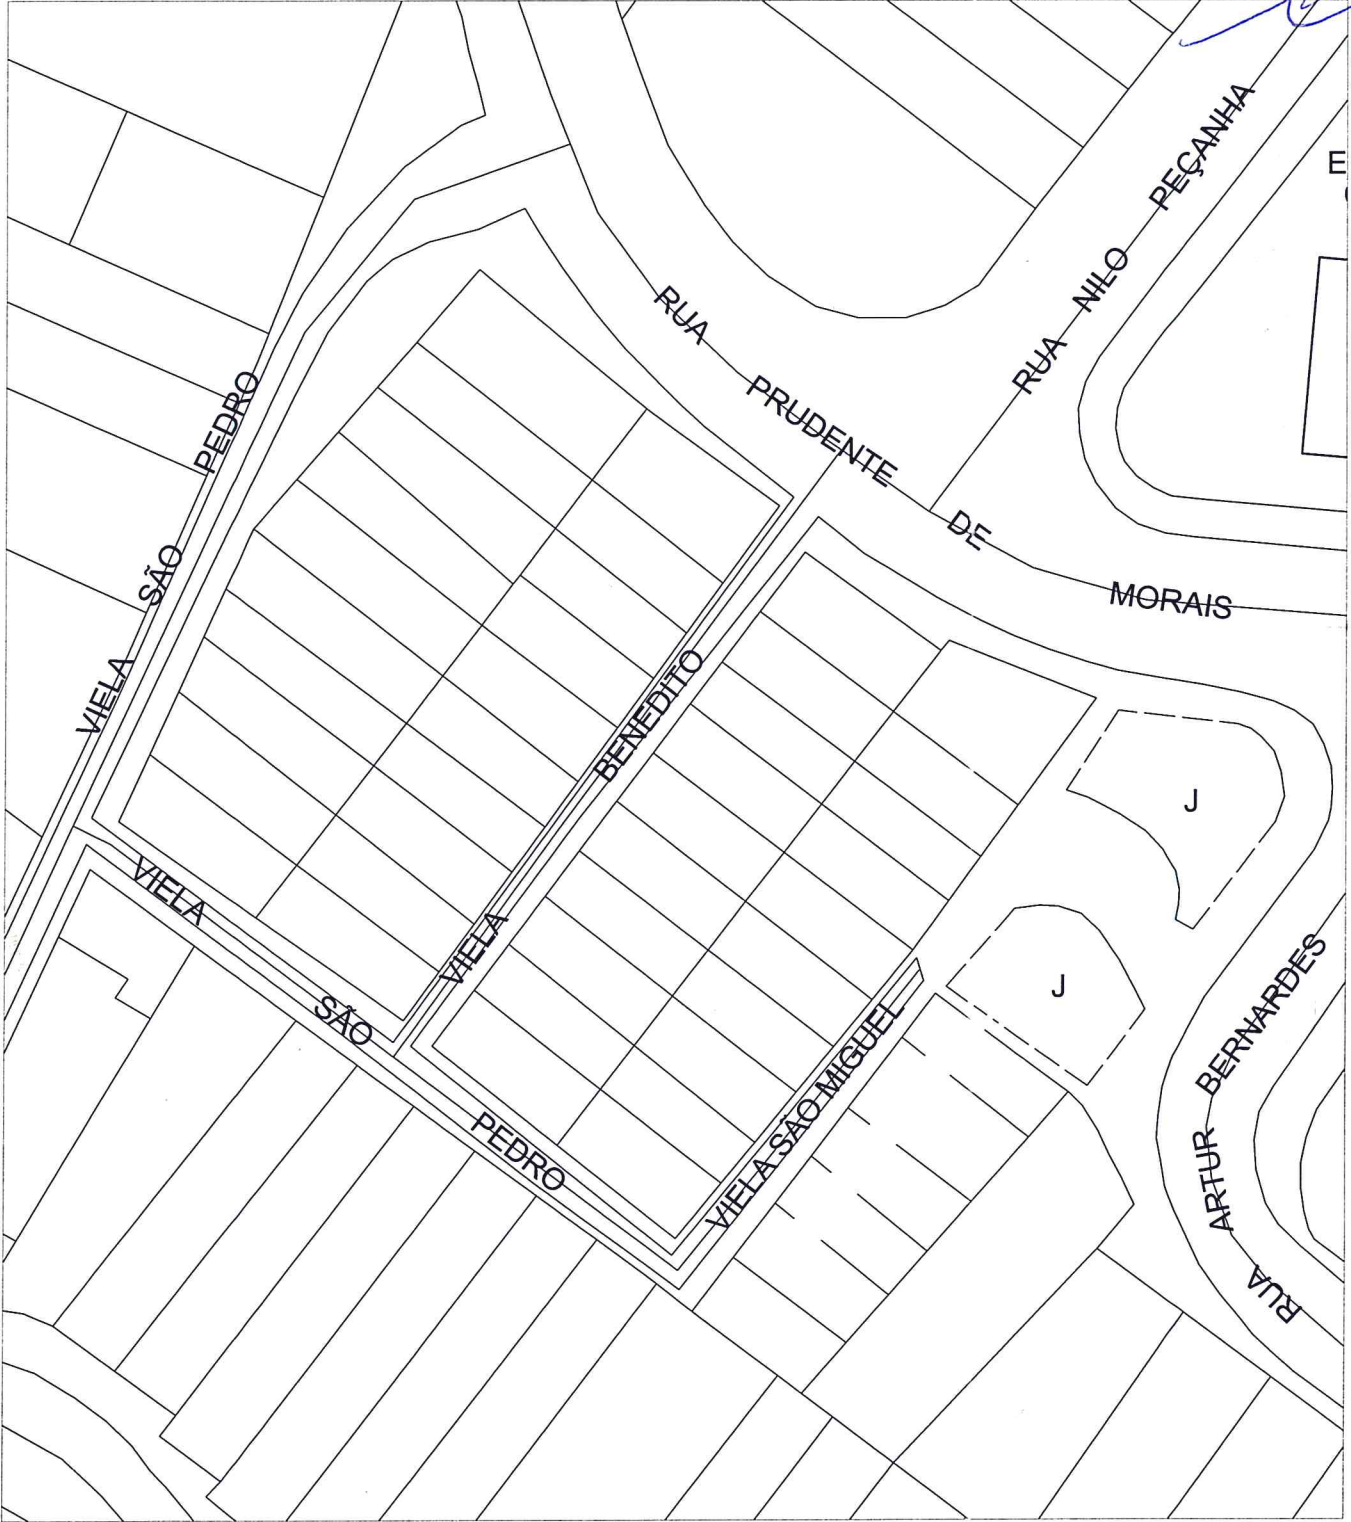 RUA NILO PEÇANHA
E
RUA PRUDENTE DE MORAIS
VIELA SÃO PEDRO
VIELA BENEDITO
J
J
VIELA SÃO PEDRO
VIELA SÃO MIGUEL
RUA ARTUR BERNARDES